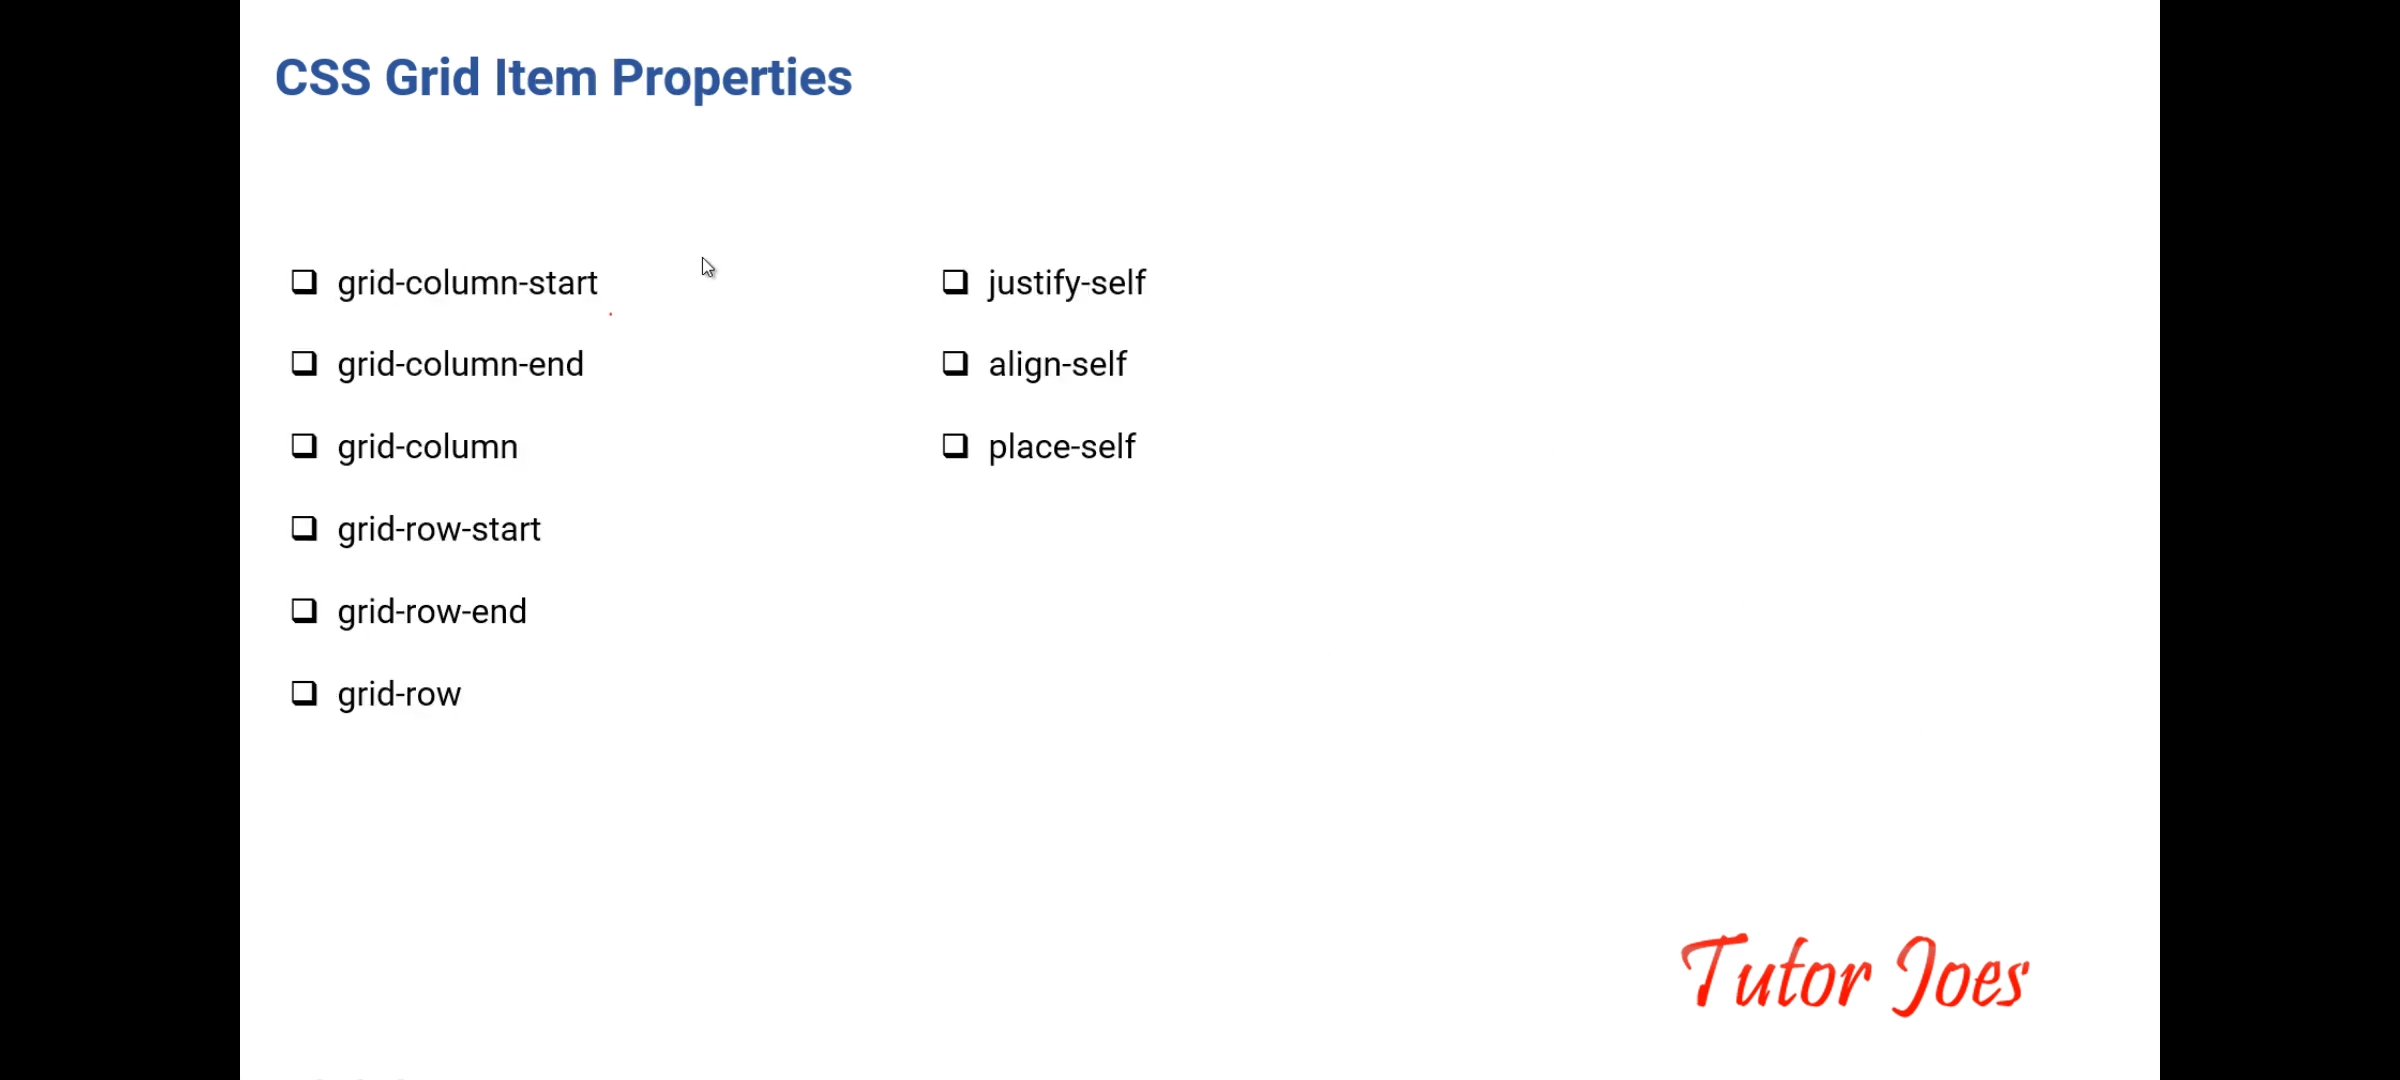 CSS Grid Item Properties
grid-column-start
grid-column-end
grid-column
grid-row-start
grid-row-end
grid-row
justify-self
align-self
place-self
Tutor Joes